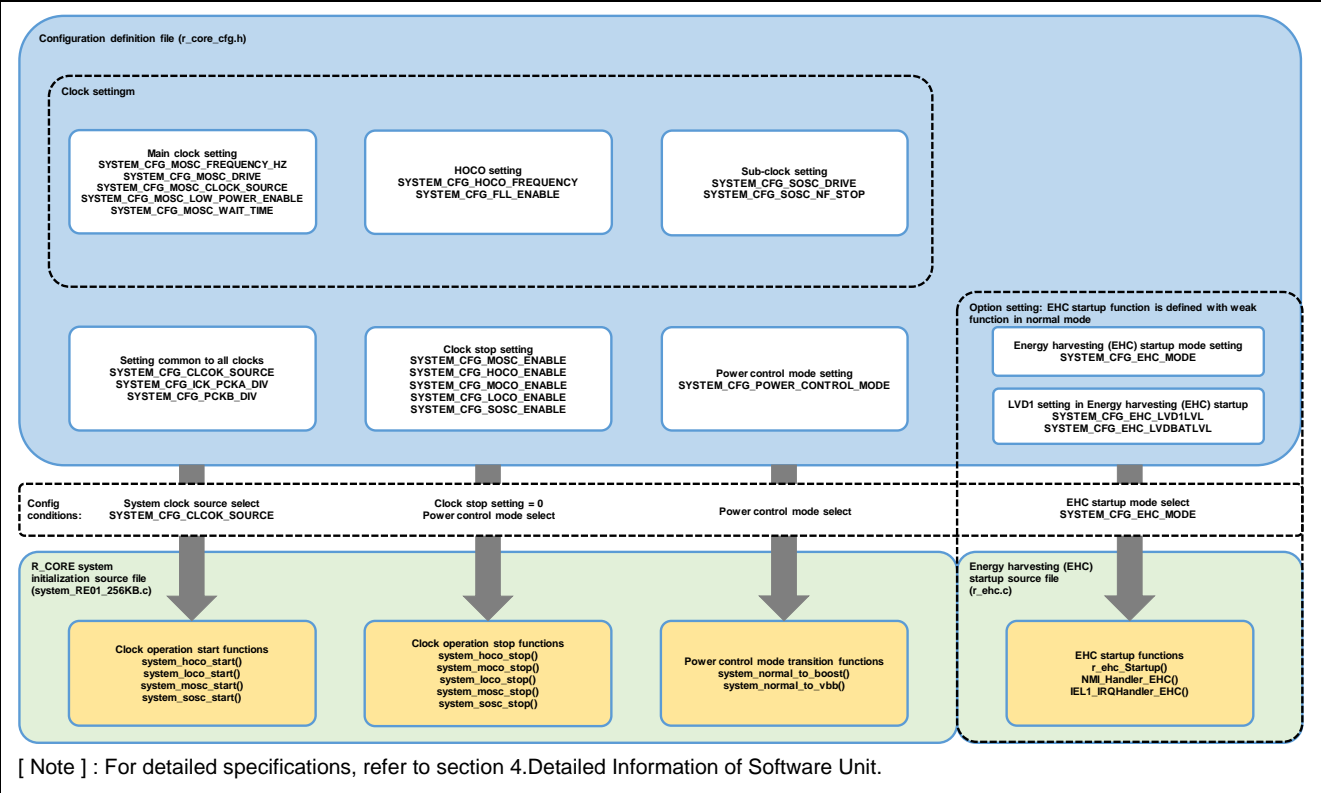 Configuration definition file (r_core_cfg.h)
Clock settingm
Main clock setting
SYSTEM_CFG_MOSC_FREQUENCY_HZ
SYSTEM_CFG_MOSC_DRIVE
SYSTEM_CFG_MOSC_CLOCK_SOURCE
SYSTEM_CFG_MOSC_LOW_POWER_ENABLE
SYSTEM_CFG_MOSC_WAIT_TIME
HOCO setting
SYSTEM_CFG_HOCO_FREQUENCY
SYSTEM_CFG_FLL_ENABLE
Sub-clock setting
SYSTEM_CFG_SOSC_DRIVE
SYSTEM_CFG_SOSC_NF_STOP
Setting common to all clocks
SYSTEM_CFG_CLCOK_SOURCE
SYSTEM_CFG_ICK_PCKA_DIV
SYSTEM_CFG_PCKB_DIV
Clock stop setting
SYSTEM_CFG_MOSC_ENABLE
SYSTEM_CFG_HOCO_ENABLE
SYSTEM_CFG_MOCO_ENABLE
SYSTEM_CFG_LOCO_ENABLE
SYSTEM_CFG_SOSC_ENABLE
Power control mode setting
SYSTEM_CFG_POWER_CONTROL_MODE
Option setting: EHC startup function is defined with weak
function in normal mode
Energy harvesting (EHC) startup mode setting
SYSTEM_CFG_EHC_MODE
LVD1 setting in Energy harvesting (EHC) startup
SYSTEM_CFG_EHC_LVD1LVL
SYSTEM_CFG_EHC_LVDBATLVL
Config
conditions:
System clock source select
SYSTEM_CFG_CLCOK_SOURCE
Clock stop setting = 0
Power control mode select
Power control mode select
EHC startup mode select
SYSTEM_CFG_EHC_MODE
R_CORE system
initialization source file
(system_RE01_256KB.c)
Clock operation start functions
system_hoco_start()
system_loco_start()
system_mosc_start()
system_sosc_start()
Clock operation stop functions
system_hoco_stop()
system_moco_stop()
system_loco_stop()
system_mosc_stop()
system_sosc_stop()
Power control mode transition functions
system_normal_to_boost()
system_normal_to_vbb()
Energy harvesting (EHC)
startup source file
(r_ehc.c)
EHC startup functions
r_ehc_Startup()
NMI_Handler_EHC()
IEL1_IRQHandler_EHC()
[ Note ] : For detailed specifications, refer to section 4.Detailed Information of Software Unit.